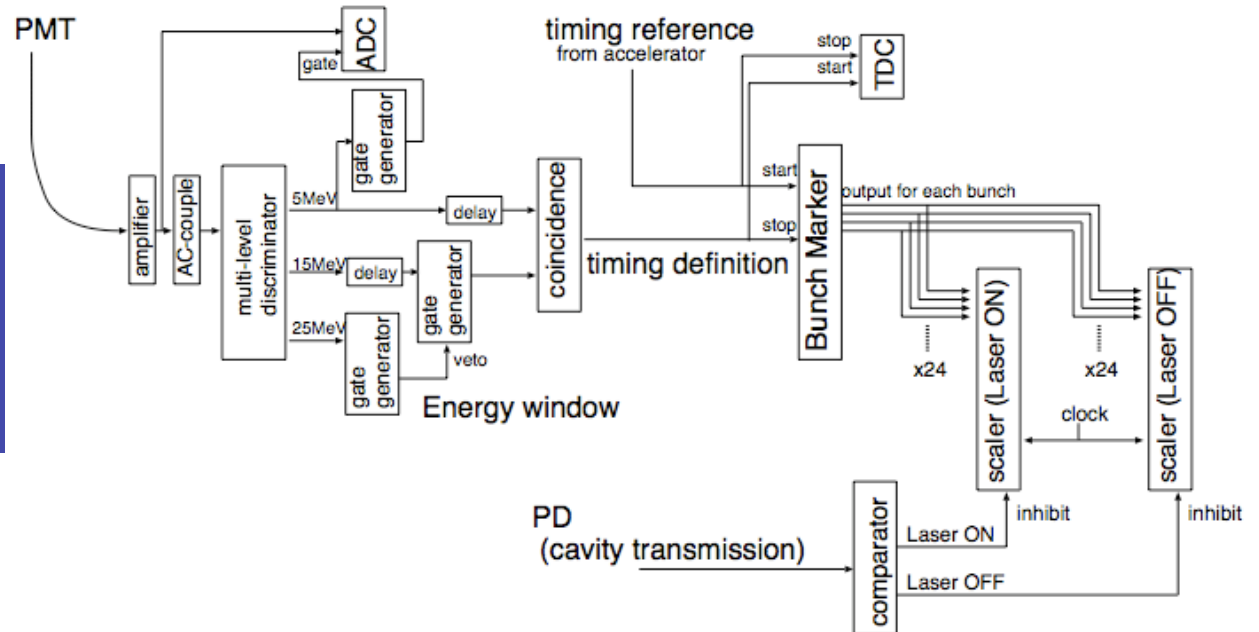 PMT
ADC
gate
gate
generator
amplifier
AC-couple
multi-level
discriminator
5MeV
15MeV
25MeV
delay
delay
gate
generator
gate
generator
veto
Energy window
coincidence
timing reference
from accelerator
stop
start
TDC
start
stop
timing definition
Bunch Marker
output for each bunch
x24
x24
scaler (Laser ON)
scaler (Laser OFF)
clock
inhibit
inhibit
PD
(cavity transmission)
comparator
Laser ON
Laser OFF